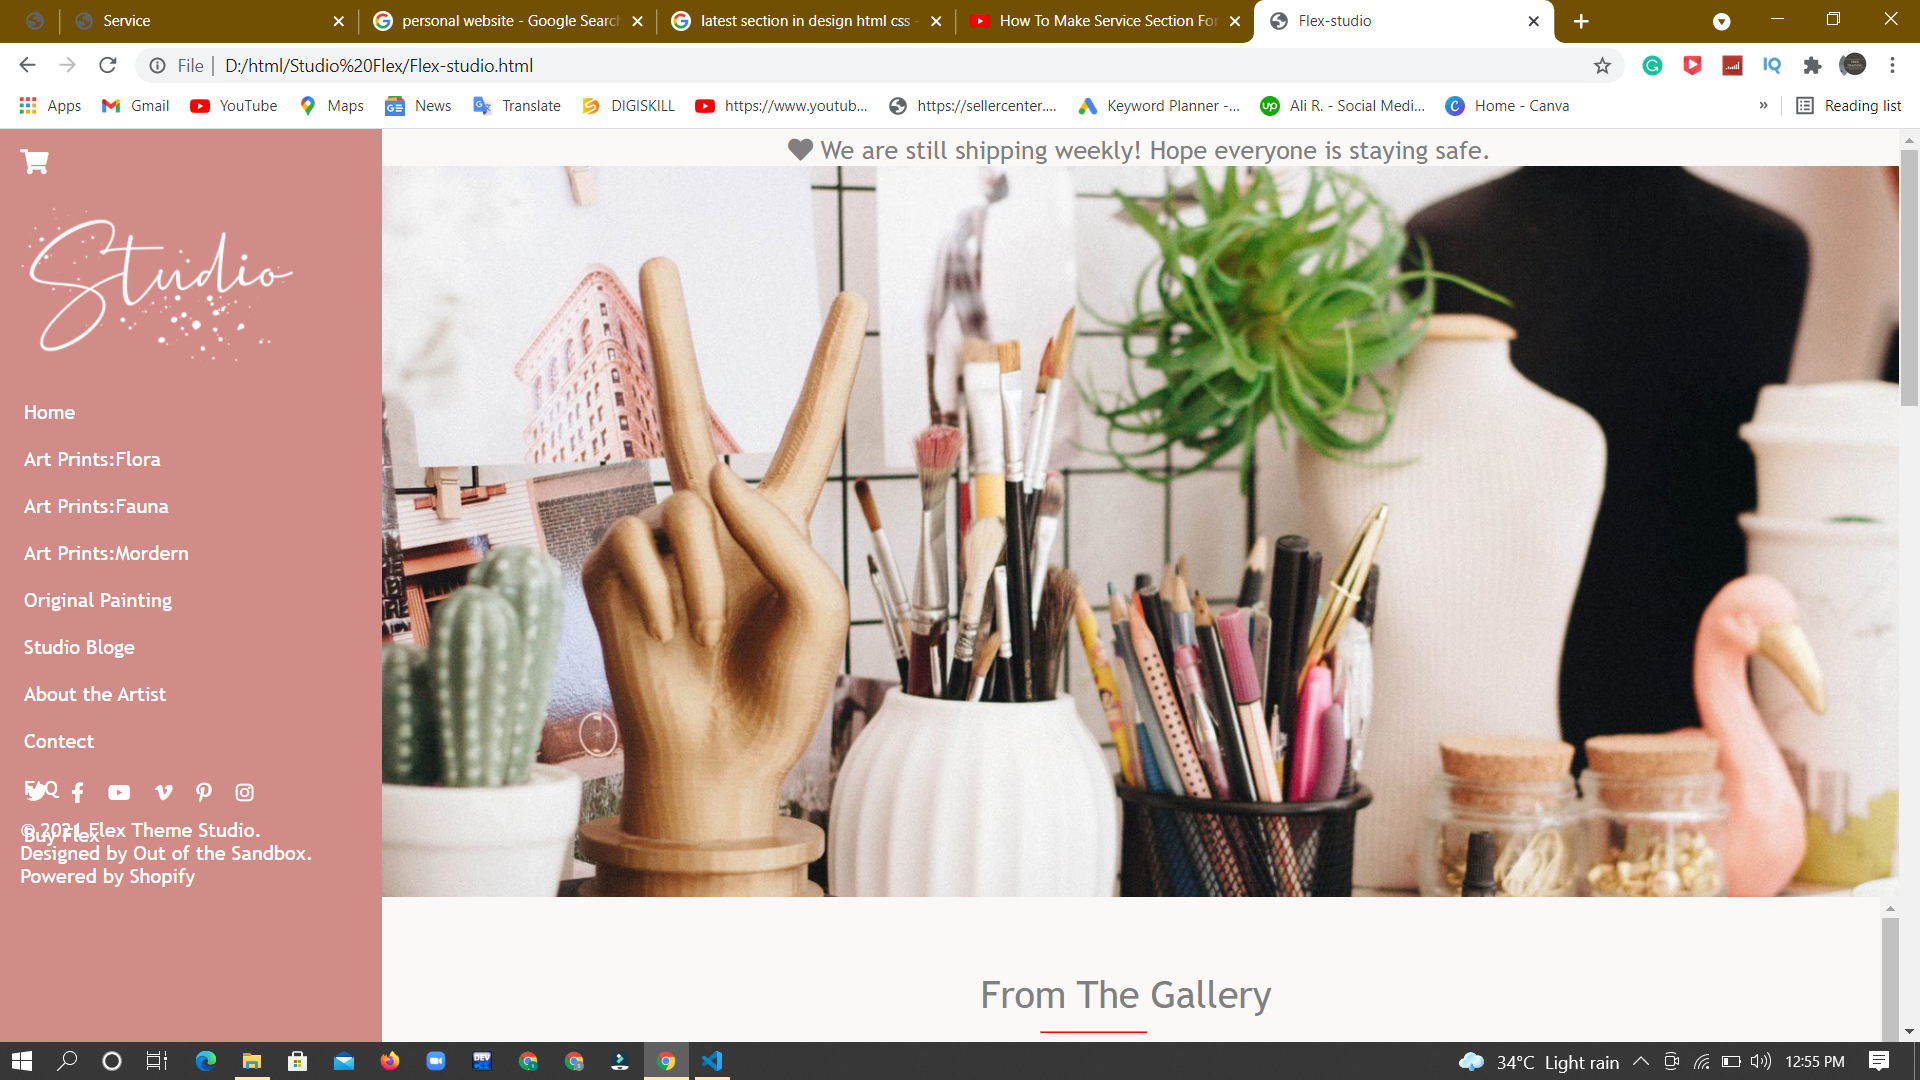 Service
personal website - Google Search
latest section in design html css -
How To Make Service Section For
Flex-studio
File
D:/html/Studio%20Flex/Flex-studio.html
Apps
Gmail
YouTube
Maps
News
Translate
DIGISKILL
https://www.youtub...
https://sellercenter....
Keyword Planner -...
Ali R. - Social Medi...
Home - Canva
»
Reading list
We are still shipping weekly! Hope everyone is staying safe.
Studio
Home
Art Prints:Flora
Art Prints:Fauna
Art Prints:Mordern
Original Painting
Studio Bloge
About the Artist
Contect
FAQ
Buy Flex
© 2021 Flex Theme Studio.
Designed by Out of the Sandbox.
Powered by Shopify
From The Gallery
34°C Light rain
12:55 PM